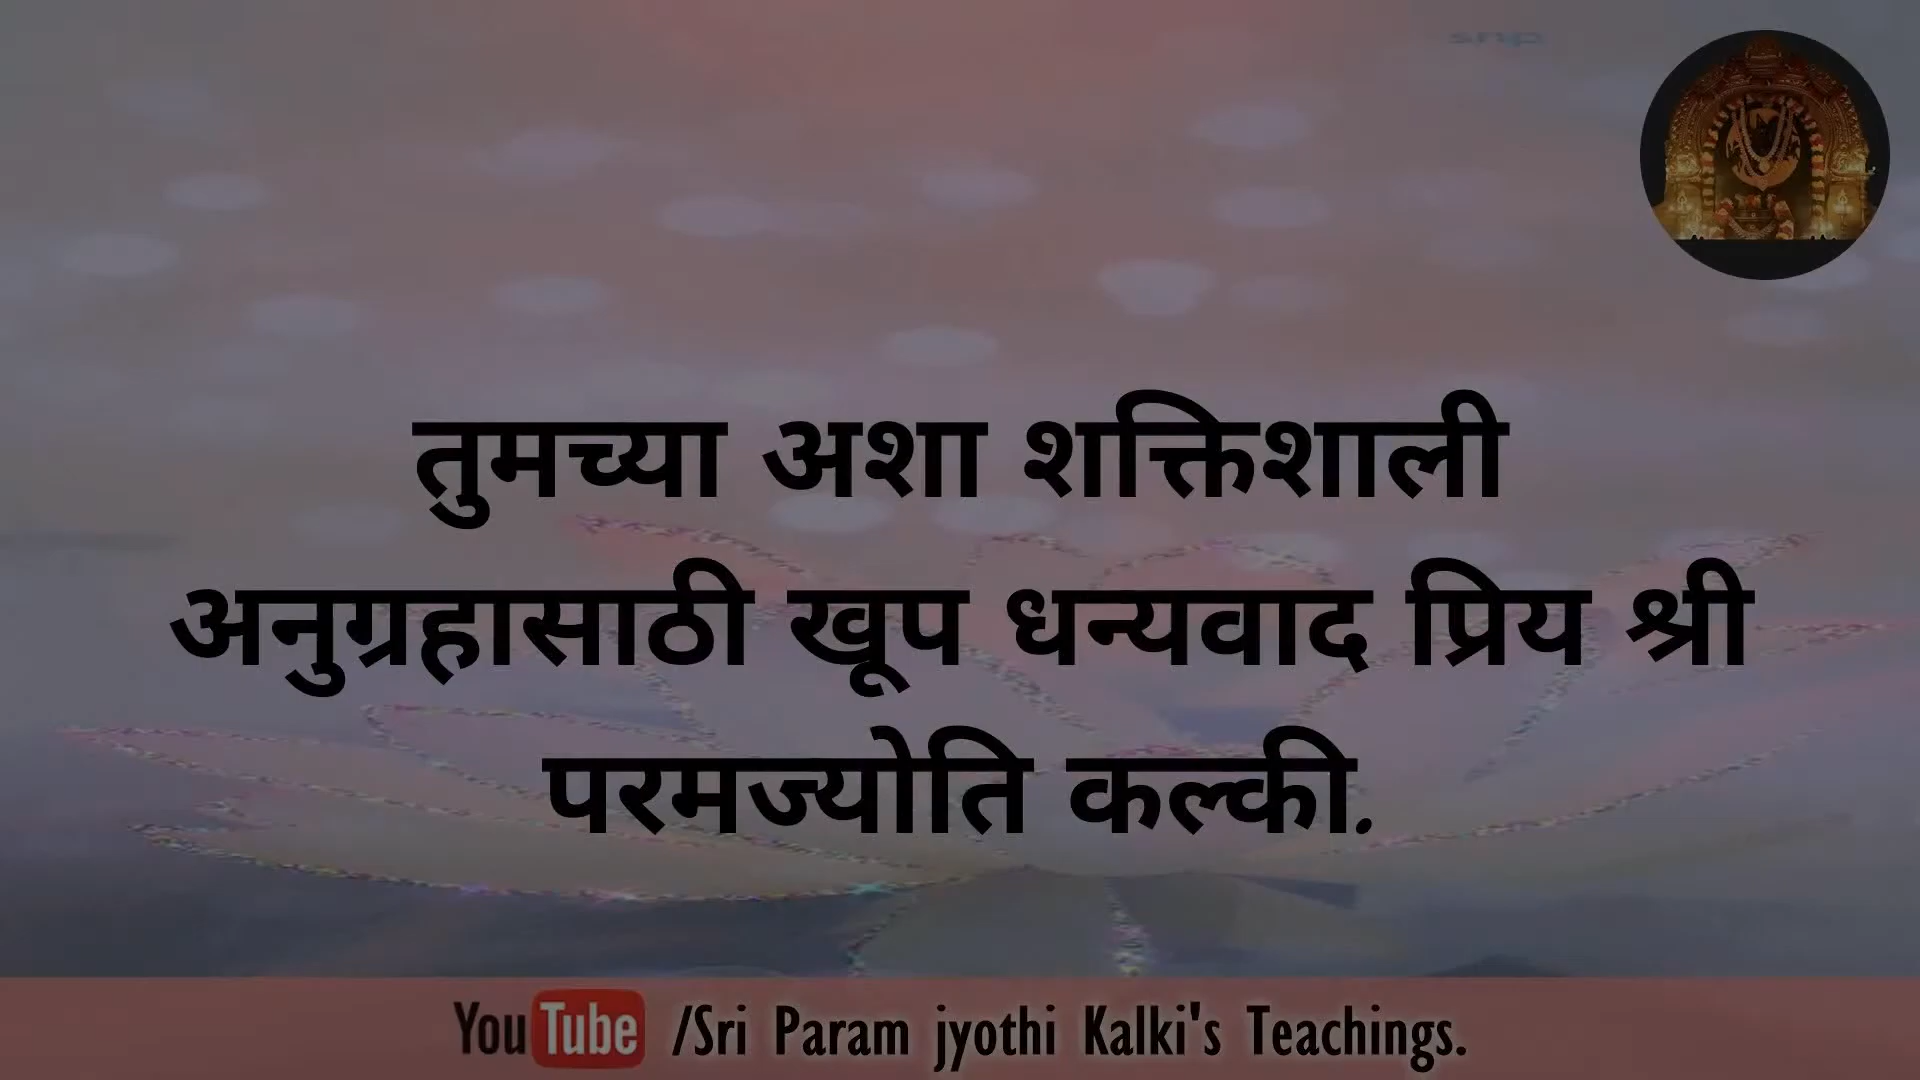 तुमच्या अशा शक्तिशाली
अनुग्रहासाठी खूप धन्यवाद प्रिय श्री
परमज्योति कल्की.
YouTube /Sri Param jyothi Kalki's Teachings.